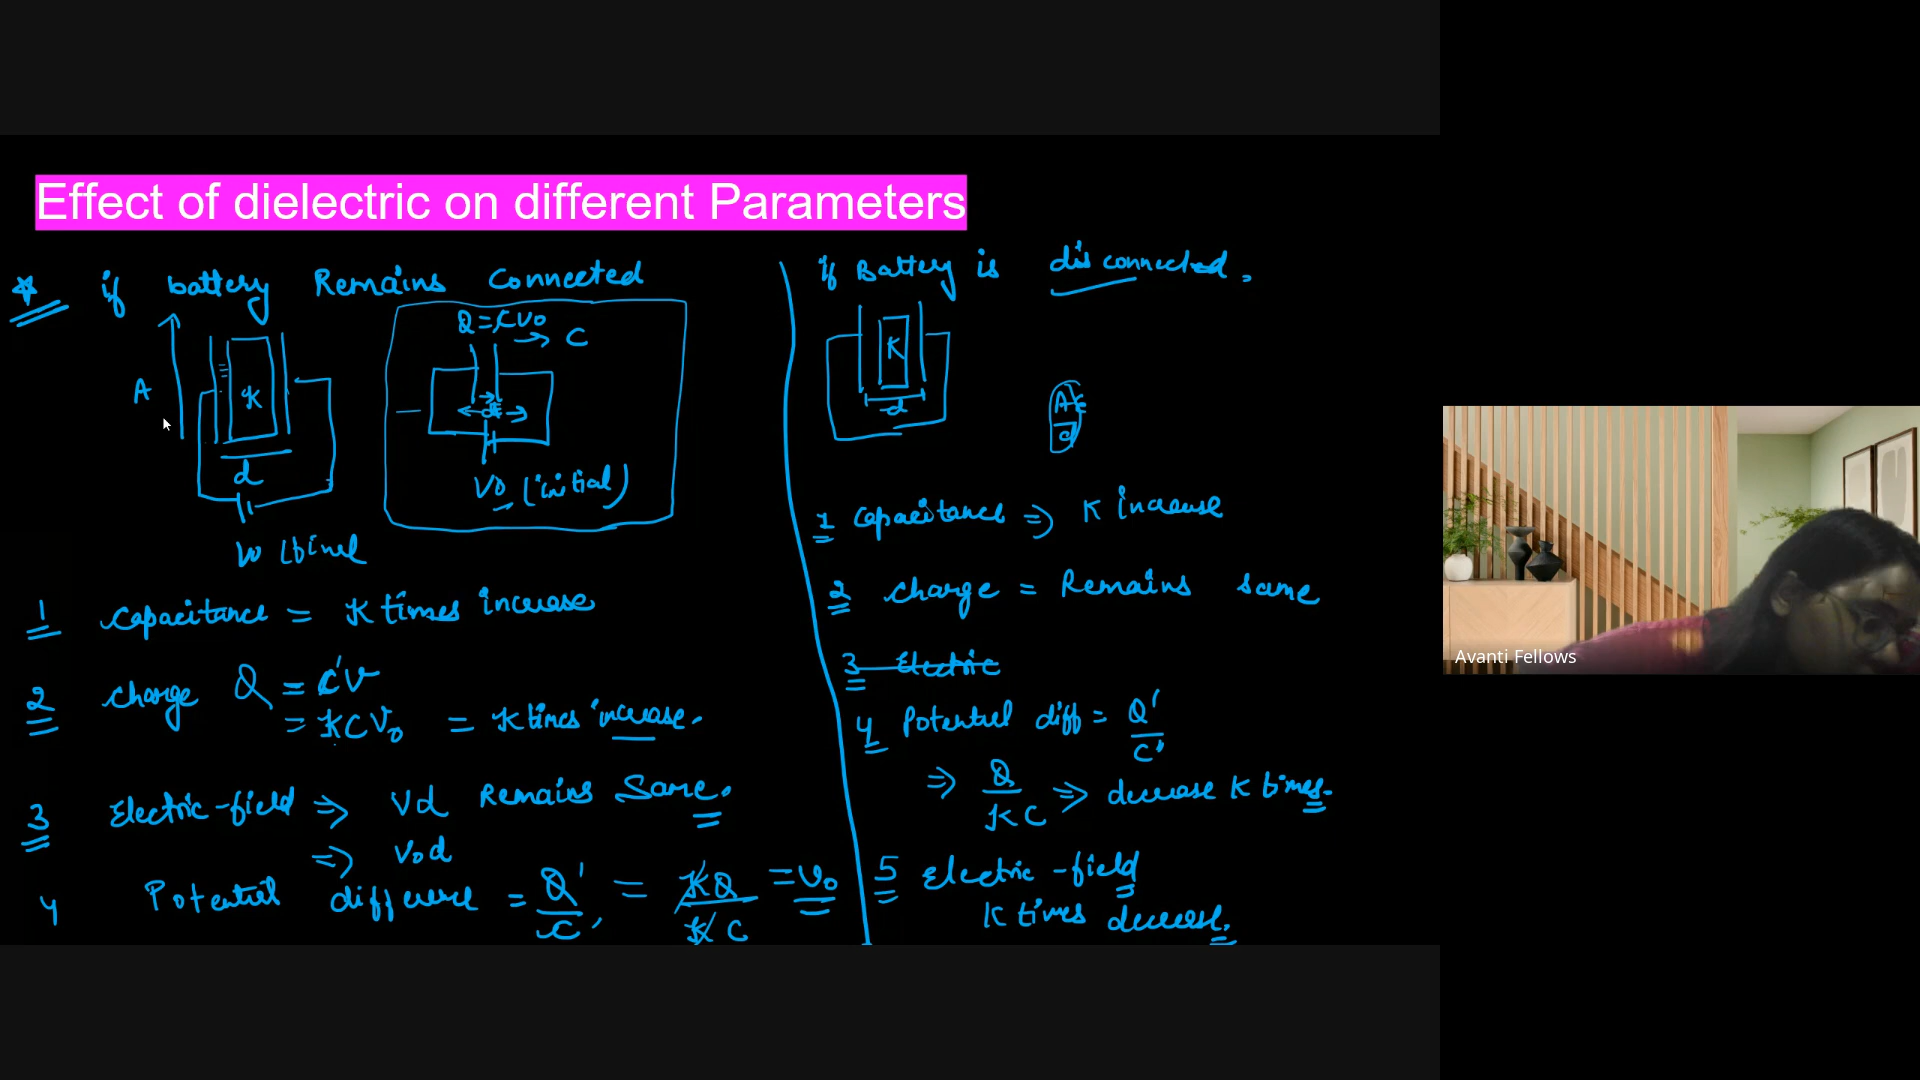 Effect of dielectric on different Parameters
if battery Remains Connected
Q = CV0
→ C
A
K
d
d
V0 (initial)
1 Capacitance = K times increase
2 Charge Q = C'V
= KCV0 = K times increase.
3 Electric-field ⇒ Vd Remains Same.
⇒ V0d
4 Potential difference = Q'/C' = KQ/KC = V0
if Battery is disconnected.
K
d
1 Capacitance ⇒ K increase
2 Charge = Remains same
3 Electric
4 Potential diff = Q'/C'
⇒ Q/KC ⇒ decrease K times.
5 Electric-field
K times decrease.
Avanti Fellows